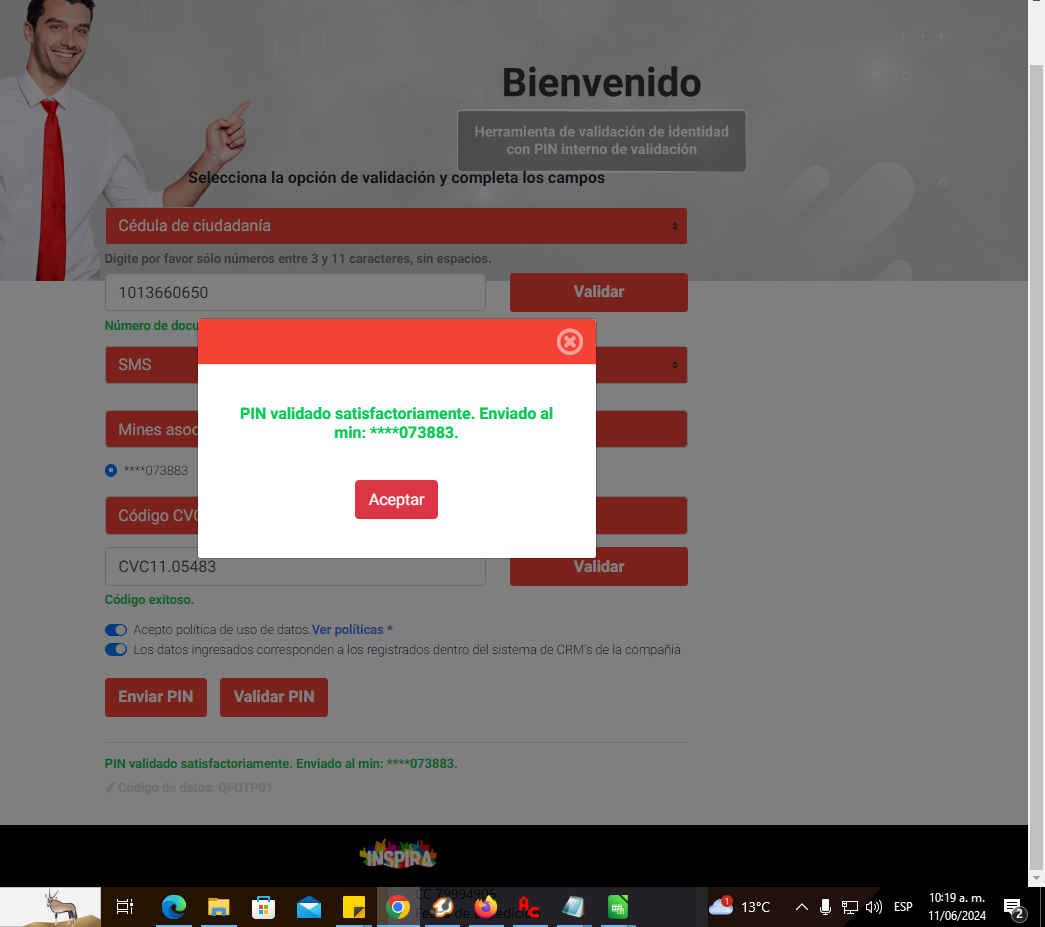 Bienvenido
Herramienta de validación de identidad
con PIN interno de validación
Selecciona la opción de validación y completa los campos
Cédula de ciudadanía
Digite por favor sólo números entre 3 y 11 caracteres, sin espacios.
1013660650
Validar
Número de docu
SMS
PIN validado satisfactoriamente. Enviado al
min: ****073883.
Aceptar
Mines asoc
****073883
Código CVC
CVC11.05483
Validar
Código exitoso.
Acepto política de uso de datos.Ver políticas *
Los datos ingresados corresponden a los registrados dentro del sistema de CRM's de la compañia
Enviar PIN
Validar PIN
PIN validado satisfactoriamente. Enviado al min: ****073883.
✓ Código de datos: QFOTP01
INSPIRA
CC 79994906
1
13°C
ESP
10:19 a. m.
11/06/2024
2